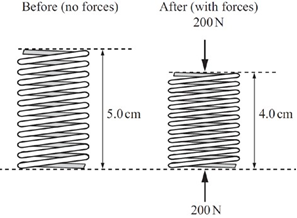 Before (no forces)
After (with forces)
200 N
5.0 cm
4.0 cm
200 N